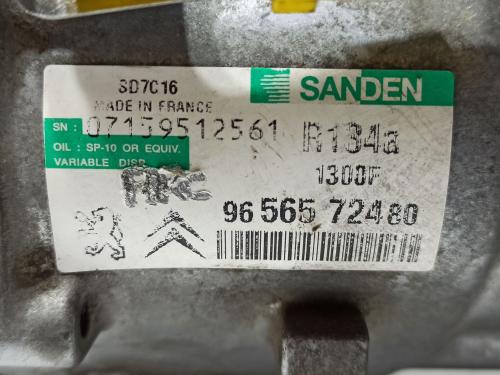 SD7C16
SANDEN
MADE IN FRANCE
SN : 07159512561 R134a
OIL : SP-10 OR EQUIV.
VARIABLE DISP 1300F
96 565 724 80